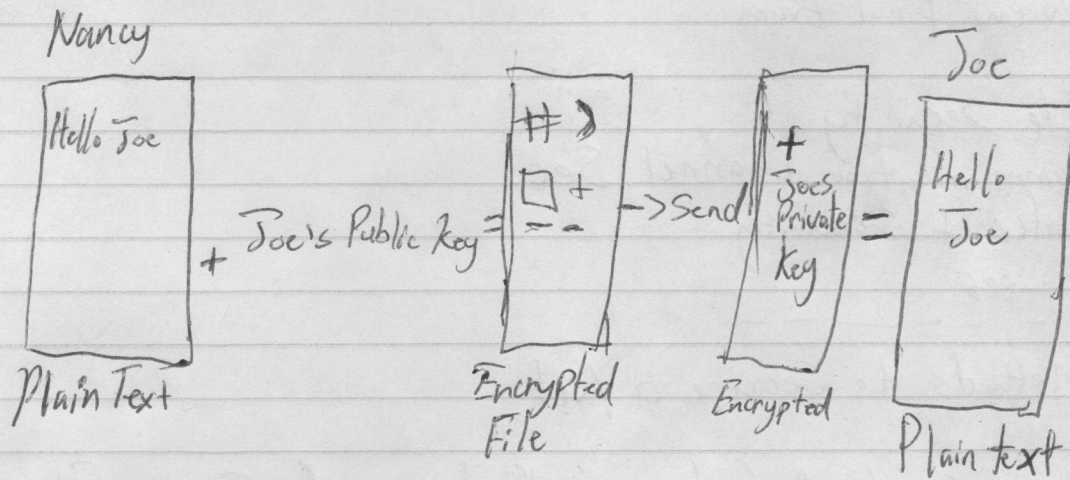 Nancy
Hello Joe
Plain Text
+ Joe's Public Key =
# )
□ +
= -
Encrypted
File
-> Send
+
Joes
Private
Key
Encrypted
=
Joe
Hello
Joe
Plain text